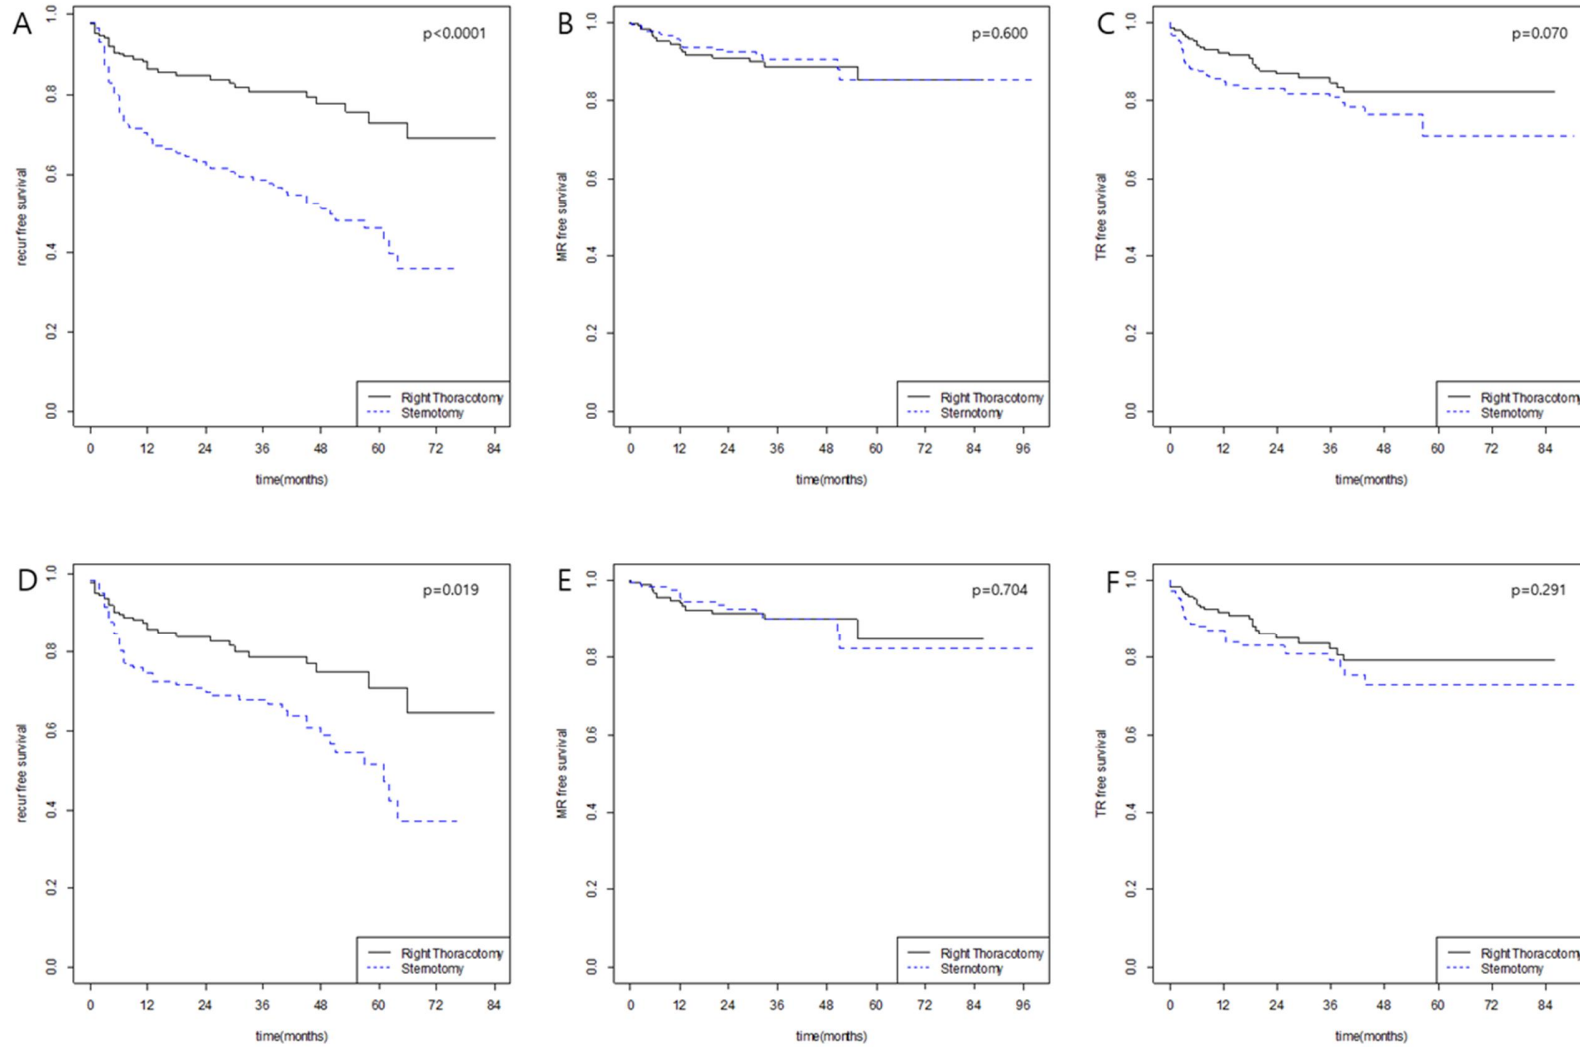 A
p<0.0001
recur free survival
1.0
0.8
0.6
0.4
0.2
0.0
Right Thoracotomy
Sternotomy
0 12 24 36 48 60 72 84
time(months)
B
p=0.600
MR free survival
1.0
0.8
0.6
0.4
0.2
0.0
Right Thoracotomy
Sternotomy
0 12 24 36 48 60 72 84 96
time(months)
C
p=0.070
TR free survival
1.0
0.8
0.6
0.4
0.2
0.0
Right Thoracotomy
Sternotomy
0 12 24 36 48 60 72 84
time(months)
D
p=0.019
recur free survival
1.0
0.8
0.6
0.4
0.2
0.0
Right Thoracotomy
Sternotomy
0 12 24 36 48 60 72 84
time(months)
E
p=0.704
MR free survival
1.0
0.8
0.6
0.4
0.2
0.0
Right Thoracotomy
Sternotomy
0 12 24 36 48 60 72 84 96
time(months)
F
p=0.291
TR free survival
1.0
0.8
0.6
0.4
0.2
0.0
Right Thoracotomy
Sternotomy
0 12 24 36 48 60 72 84
time(months)